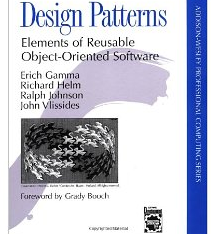 Design Patterns
Elements of Reusable
Object-Oriented Software
Erich Gamma
Richard Helm
Ralph Johnson
John Vlissides
Foreword by Grady Booch
ADDISON-WESLEY PROFESSIONAL COMPUTING SERIES